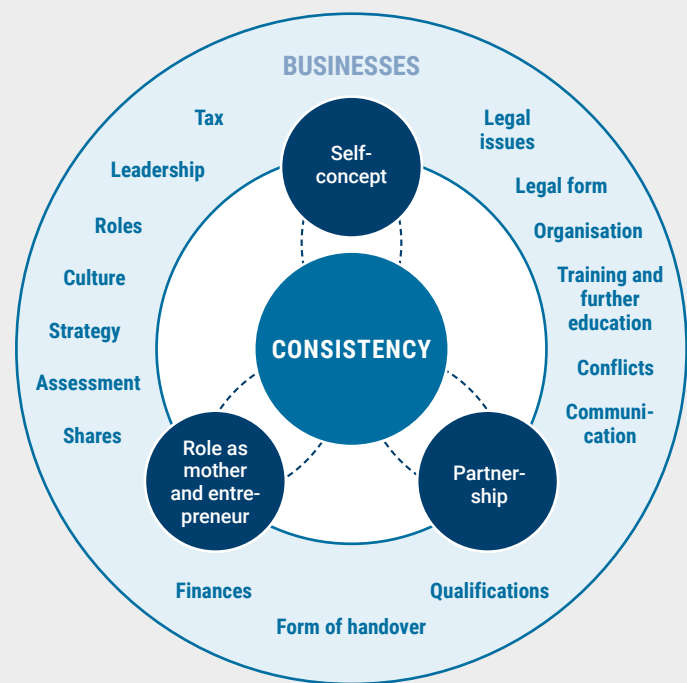 BUSINESSES
Tax
Leadership
Roles
Culture
Strategy
Assessment
Shares
Self-
concept
Legal
issues
Legal form
Organisation
Training and
further
education
Conflicts
Communi-
cation
CONSISTENCY
Role as
mother
and entre-
preneur
Partner-
ship
Finances
Form of handover
Qualifications